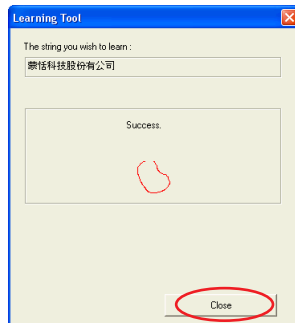 Learning Tool
The string you wish to learn :
蒙恬科技股份有公司
Success.
Close